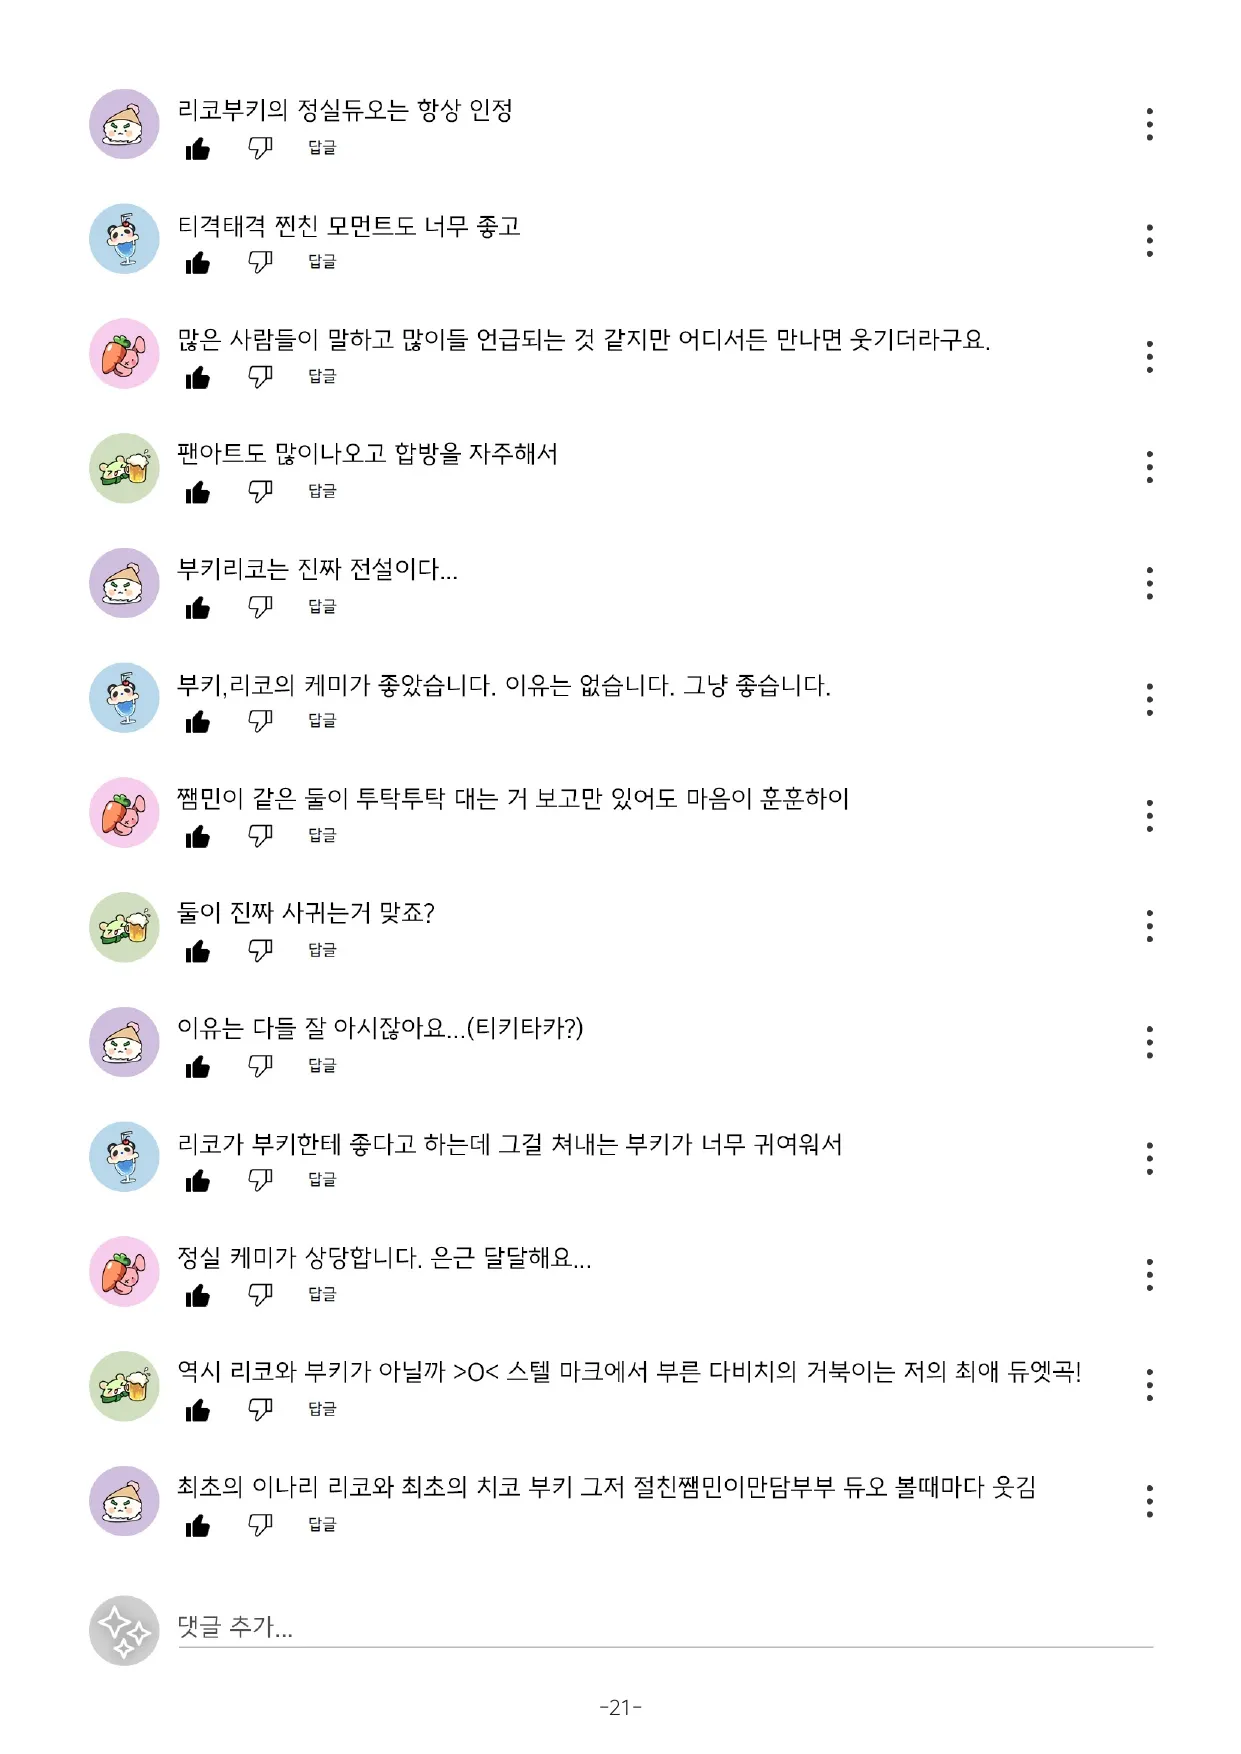 리코부키의 정실듀오는 항상 인정
답글
티격태격 찐친 모먼트도 너무 좋고
답글
많은 사람들이 말하고 많이들 언급되는 것 같지만 어디서든 만나면 웃기더라구요.
답글
팬아트도 많이나오고 합방을 자주해서
답글
부키리코는 진짜 전설이다...
답글
부키,리코의 케미가 좋았습니다. 이유는 없습니다. 그냥 좋습니다.
답글
쨈민이 같은 둘이 투탁투탁 대는 거 보고만 있어도 마음이 훈훈하이
답글
둘이 진짜 사귀는거 맞죠?
답글
이유는 다들 잘 아시잖아요...(티키타카?)
답글
리코가 부키한테 좋다고 하는데 그걸 쳐내는 부키가 너무 귀여워서
답글
정실 케미가 상당합니다. 은근 달달해요...
답글
역시 리코와 부키가 아닐까 >O< 스텔 마크에서 부른 다비치의 거북이는 저의 최애 듀엣곡!
답글
최초의 이나리 리코와 최초의 치코 부키 그저 절친쨈민이만담부부 듀오 볼때마다 웃김
답글
댓글 추가...
-21-